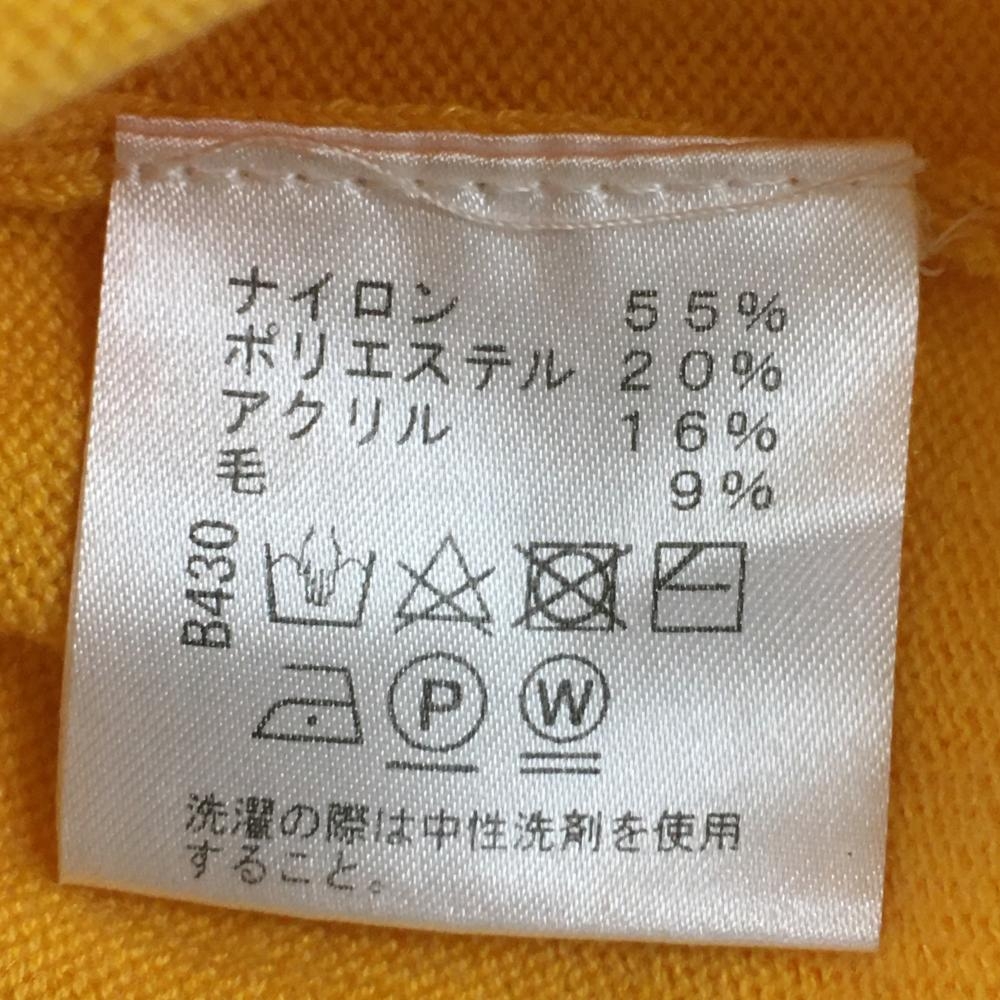 ナイロン 55%
ポリエステル 20%
アクリル 16%
毛 9%
B430
P W
洗濯の際は中性洗剤を使用
すること。